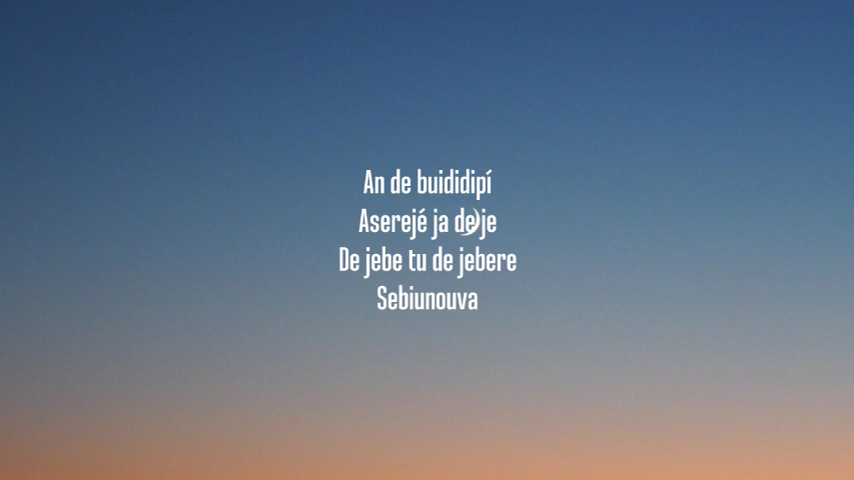 An de buididipí
Aserejé ja de je
De jebe tu de jebere
Sebiunouva